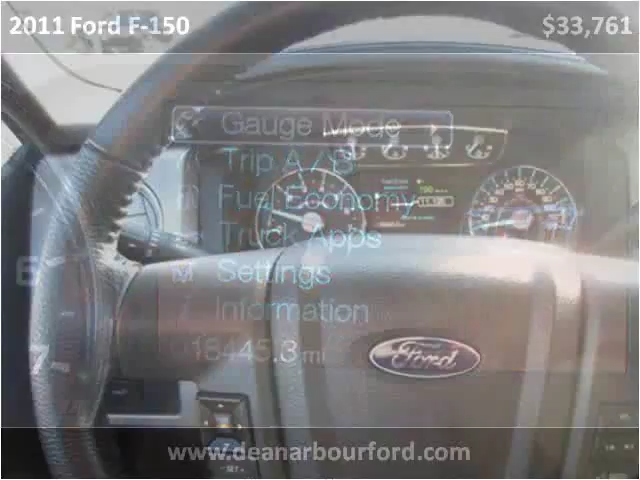 2011 Ford F-150
$33,761
Gauge Mode
Trip A / B
Fuel Economy
Truck Apps
Settings
Information
18445.3 mi
Ford
SET
www.deanarbourford.com